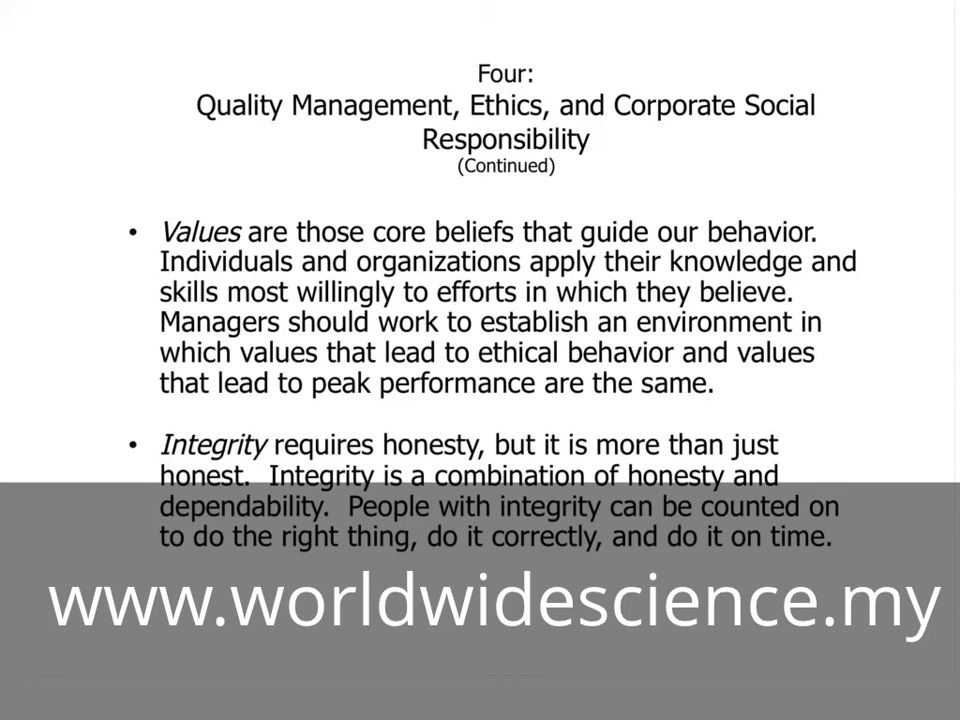 Four:
Quality Management, Ethics, and Corporate Social
Responsibility
(Continued)
• Values are those core beliefs that guide our behavior.
Individuals and organizations apply their knowledge and
skills most willingly to efforts in which they believe.
Managers should work to establish an environment in
which values that lead to ethical behavior and values
that lead to peak performance are the same.
• Integrity requires honesty, but it is more than just
honest. Integrity is a combination of honesty and
dependability. People with integrity can be counted on
to do the right thing, do it correctly, and do it on time.
www.worldwidescience.my